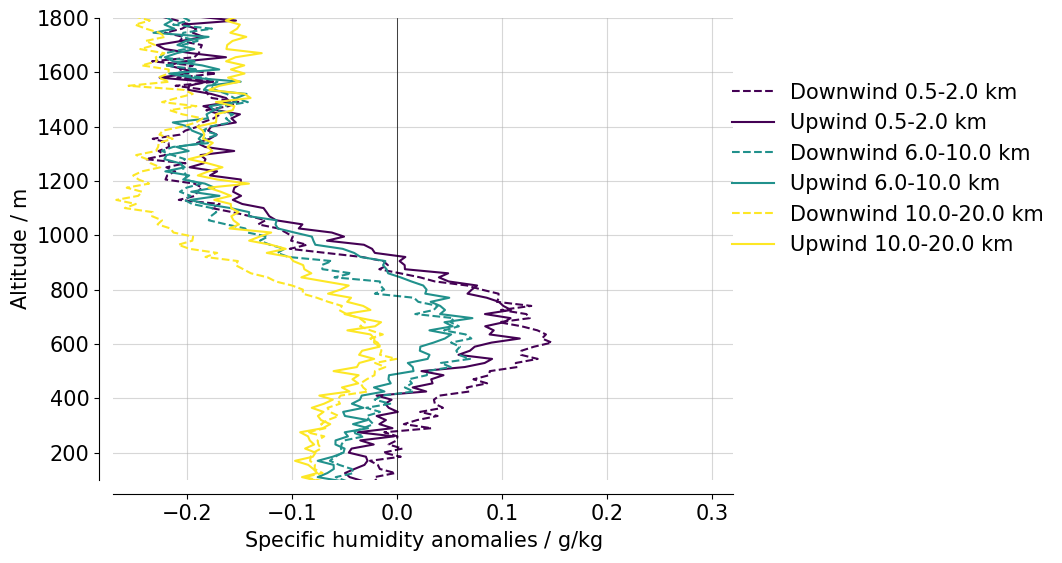 1800
1600
1400
1200
1000
800
600
400
200
Altitude / m
−0.2
−0.1
0.0
0.1
0.2
0.3
Specific humidity anomalies / g/kg
Downwind 0.5-2.0 km
Upwind 0.5-2.0 km
Downwind 6.0-10.0 km
Upwind 6.0-10.0 km
Downwind 10.0-20.0 km
Upwind 10.0-20.0 km